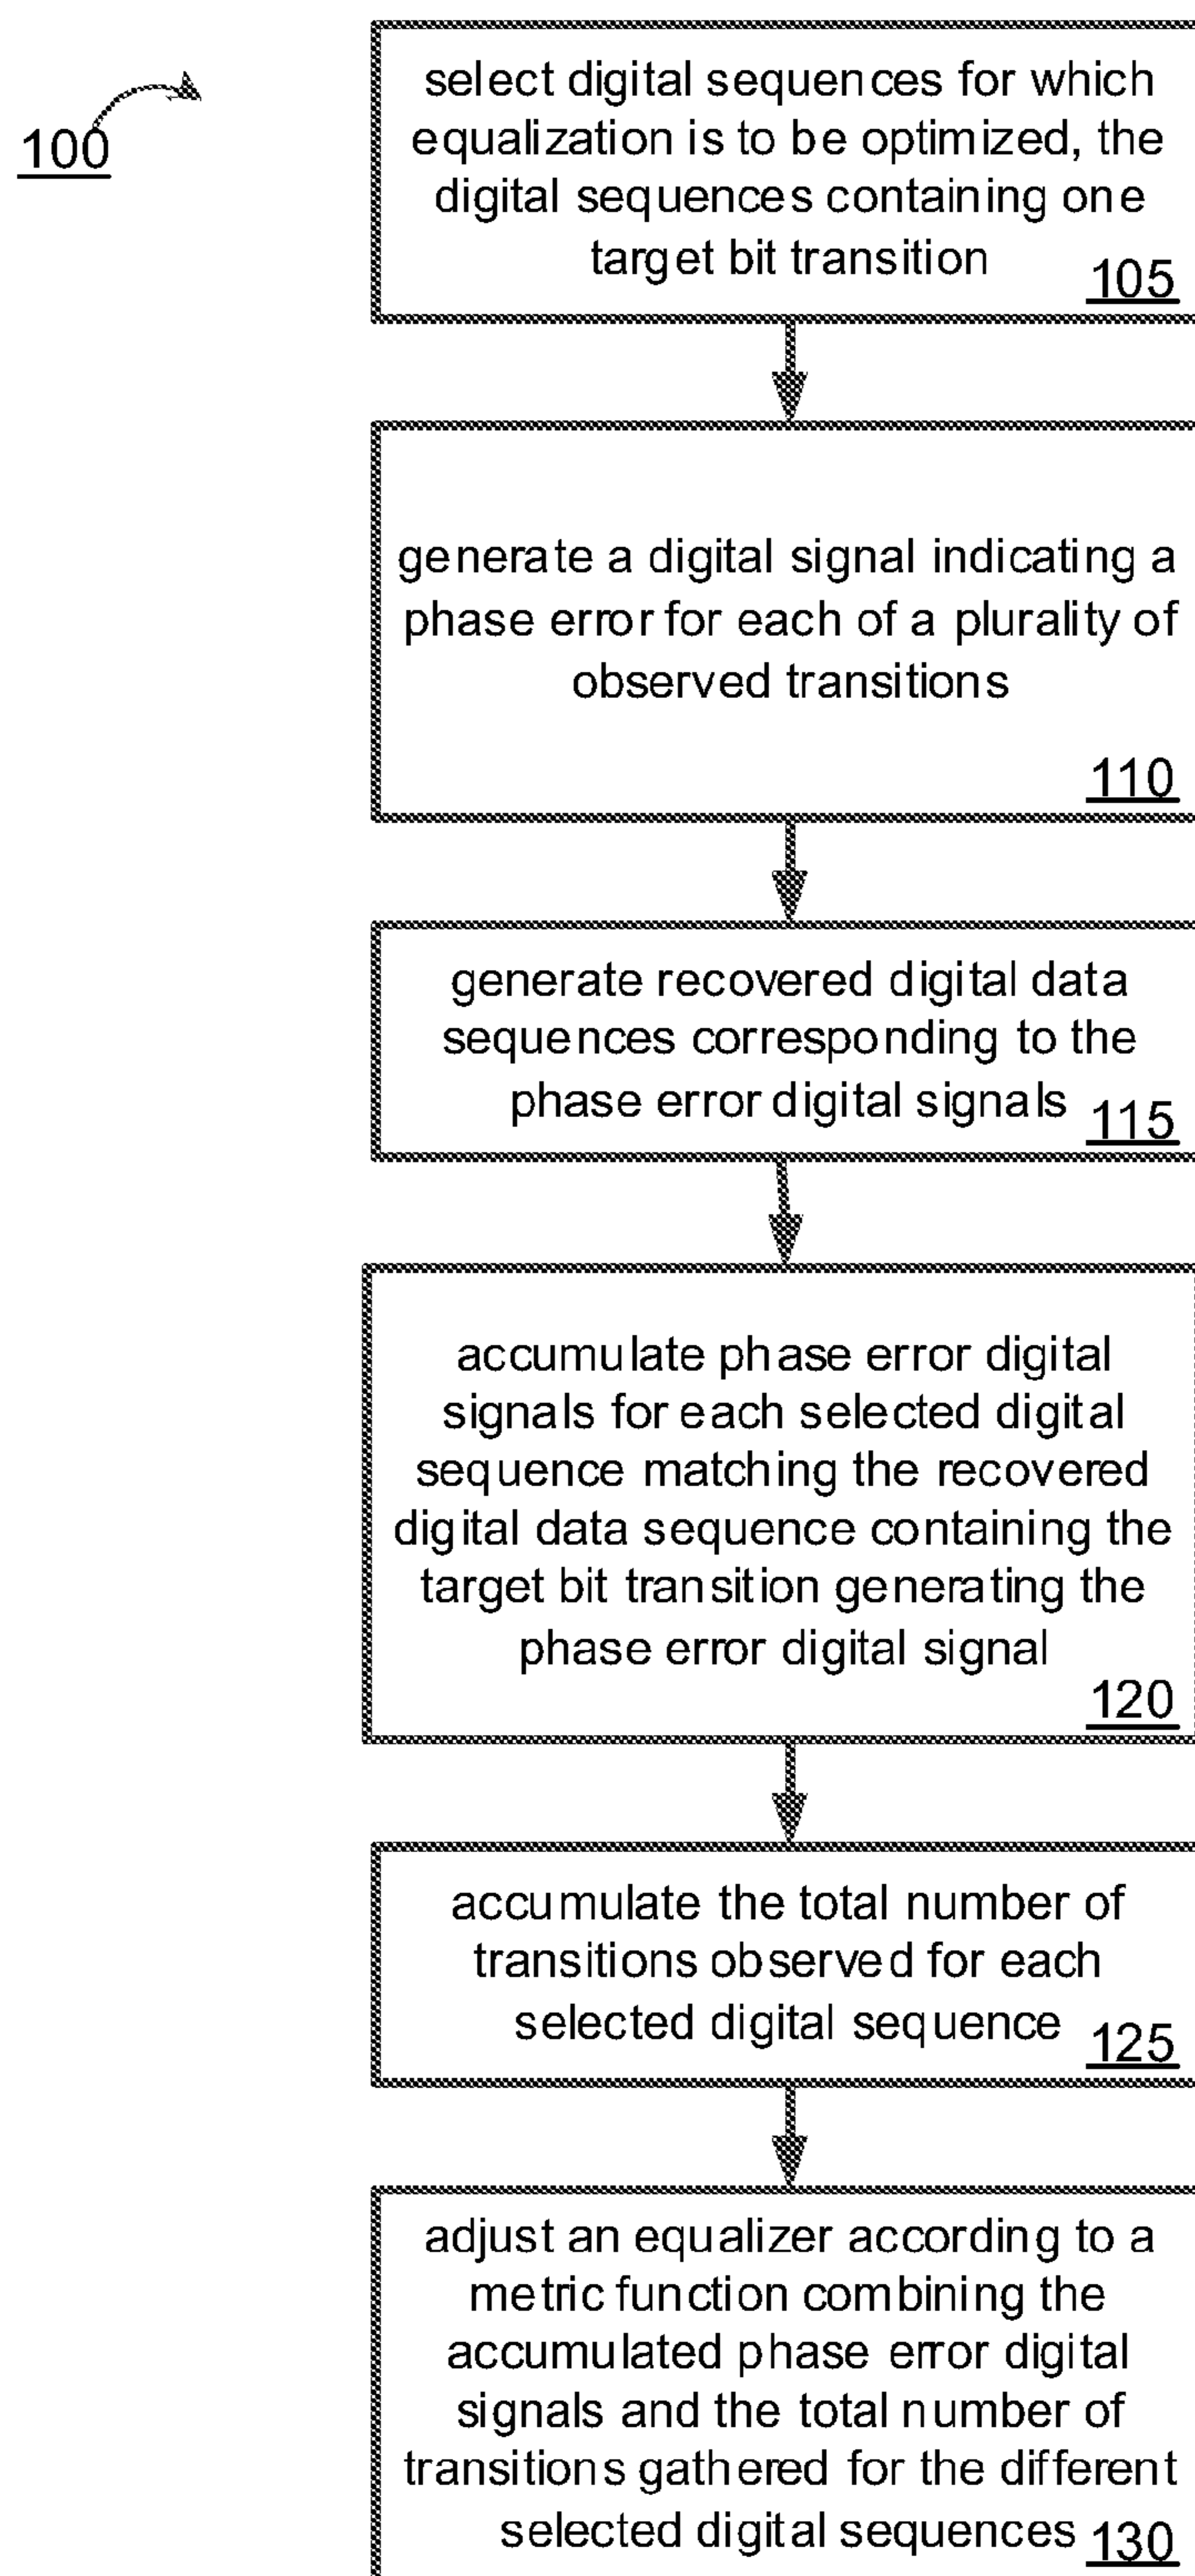 100
select digital sequences for which
equalization is to be optimized, the
digital sequences containing one
target bit transition 105
generate a digital signal indicating a
phase error for each of a plurality of
observed transitions
110
generate recovered digital data
sequences corresponding to the
phase error digital signals 115
accumulate phase error digital
signals for each selected digital
sequence matching the recovered
digital data sequence containing the
target bit transition generating the
phase error digital signal
120
accumulate the total number of
transitions observed for each
selected digital sequence 125
adjust an equalizer according to a
metric function combining the
accumulated phase error digital
signals and the total number of
transitions gathered for the different
selected digital sequences 130